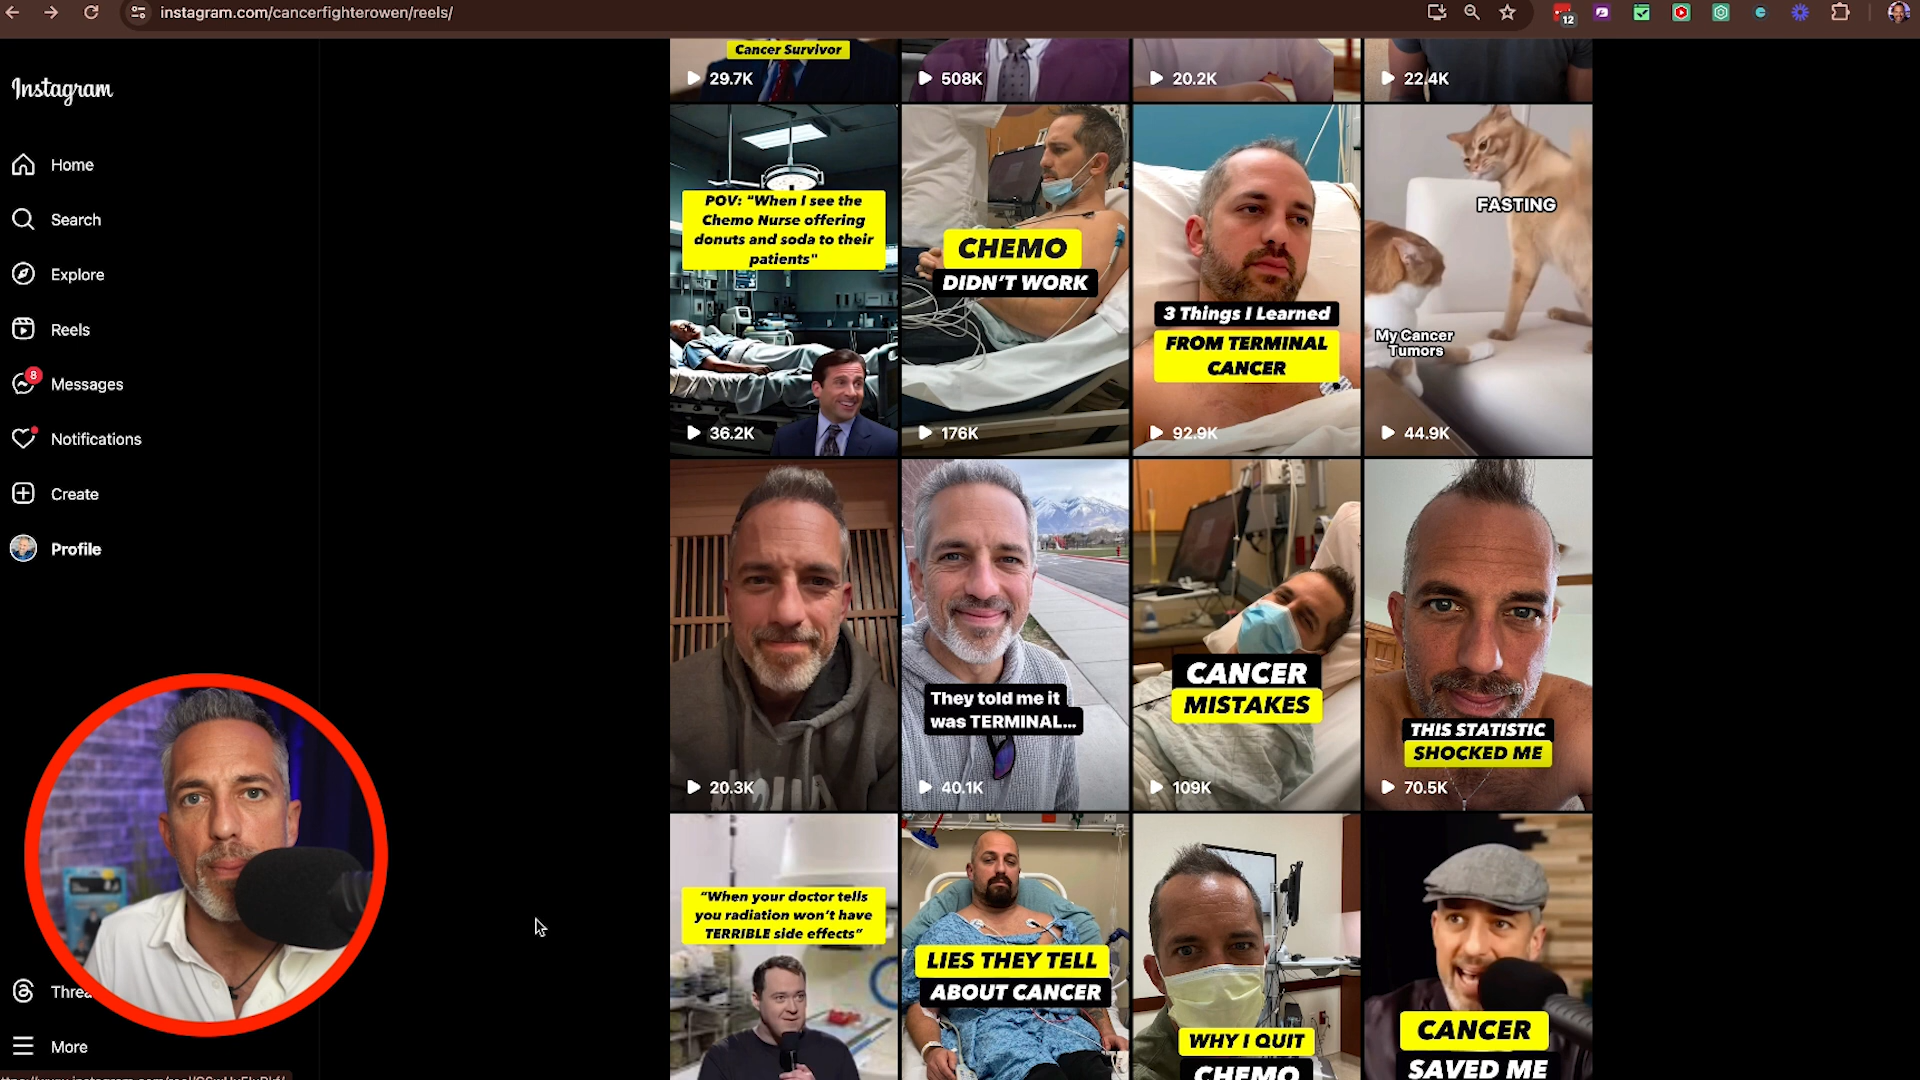 instagram.com/cancerfighterowen/reels/
12
Instagram
Home
Search
Explore
Reels
8
Messages
Notifications
Create
Profile
More
Cancer Survivor
29.7K
508K
20.2K
22.4K
POV: "When I see the
Chemo Nurse offering
donuts and soda to their
patients"
36.2K
CHEMO
DIDN'T WORK
176K
3 Things I Learned
FROM TERMINAL
CANCER
92.9K
FASTING
My Cancer
Tumors
44.9K
20.3K
They told me it
was TERMINAL...
40.1K
CANCER
MISTAKES
109K
THIS STATISTIC
SHOCKED ME
70.5K
"When your doctor tells
you radiation won't have
TERRIBLE side effects"
LIES THEY TELL
ABOUT CANCER
WHY I QUIT
CHEMO
CANCER
SAVED ME